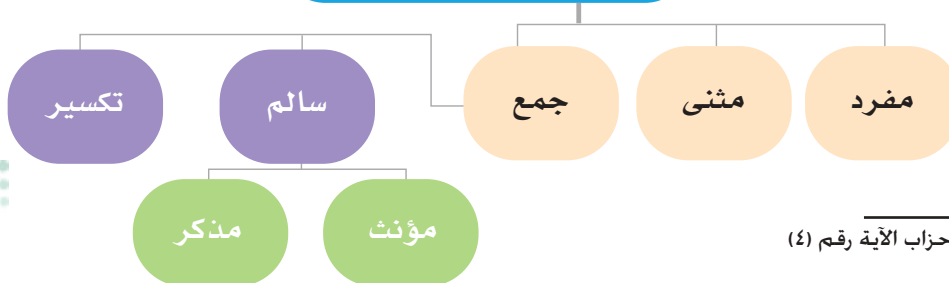 مفرد
مثنى
جمع
سالم
تكسير
مؤنث
مذكر
حزاب الآية رقم (٤)